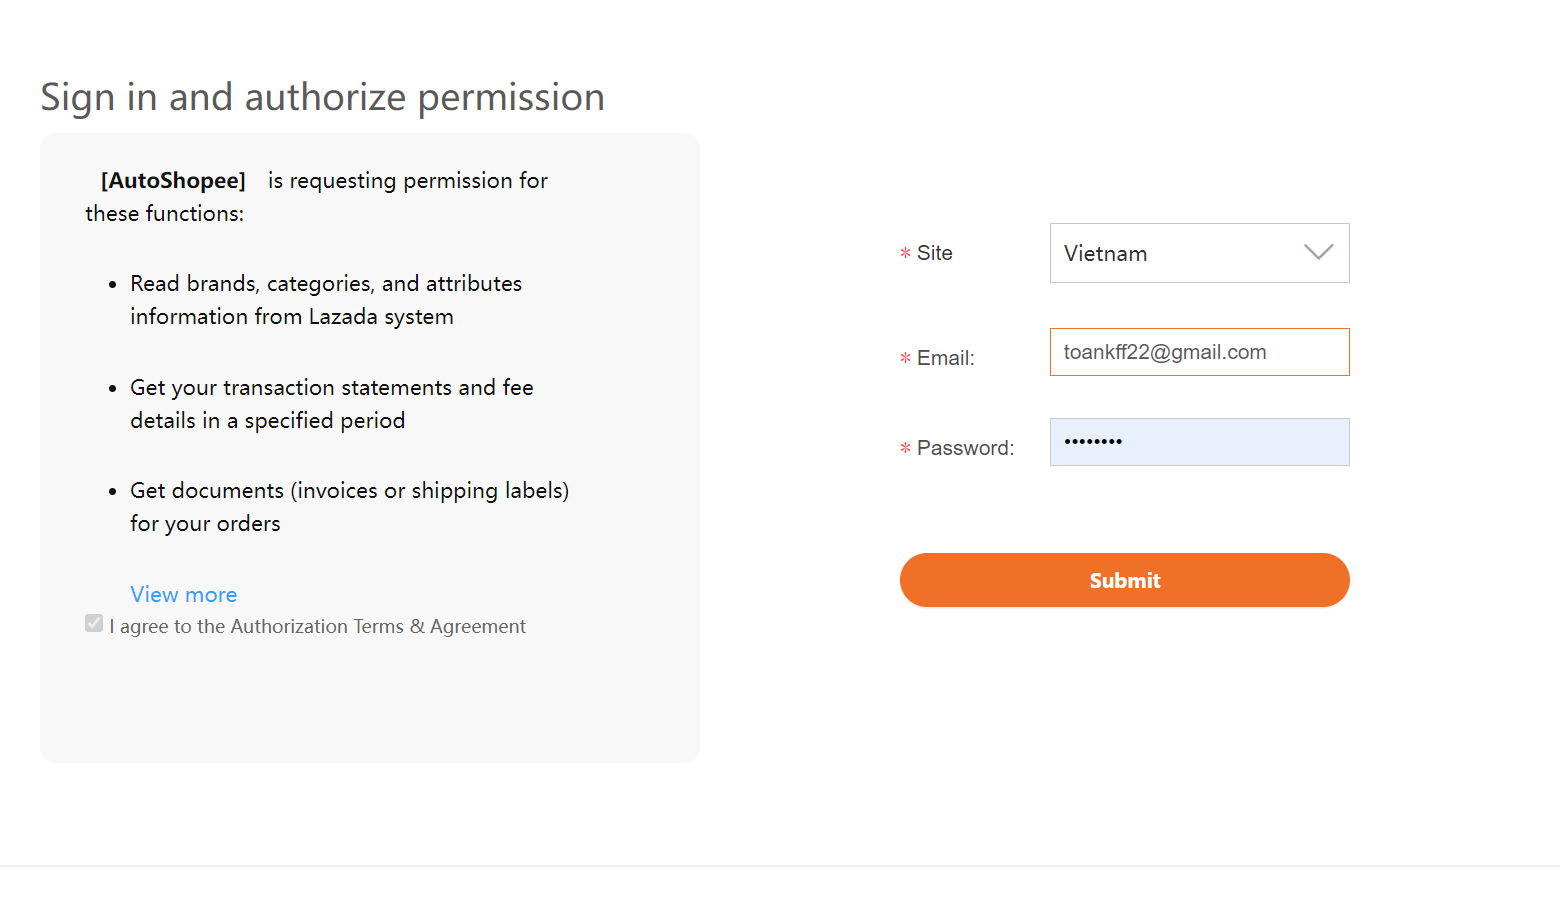 Sign in and authorize permission
[AutoShopee] is requesting permission for
these functions:
• Read brands, categories, and attributes
information from Lazada system
• Get your transaction statements and fee
details in a specified period
• Get documents (invoices or shipping labels)
for your orders
View more
I agree to the Authorization Terms & Agreement
* Site
Vietnam
* Email:
toankff22@gmail.com
* Password:
••••••••
Submit